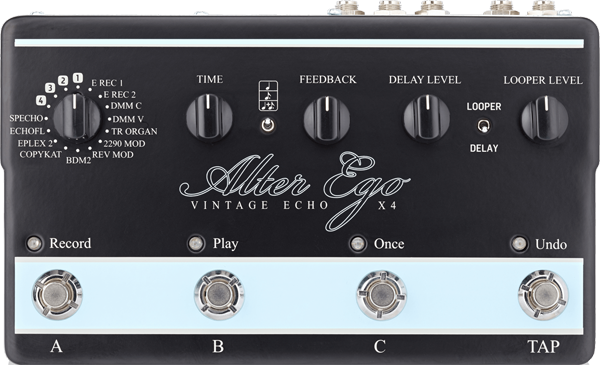 TIME
FEEDBACK
DELAY LEVEL
LOOPER LEVEL
1
2
3
4
E REC 1
E REC 2
DMM C
DMM V
TR ORGAN
2290 MOD
REV MOD
BDM2
COPYKAT
EPLEX 2
ECHOFL
SPECHO
LOOPER
DELAY
Alter Ego
VINTAGE ECHO X4
Record
Play
Once
Undo
A
B
C
TAP